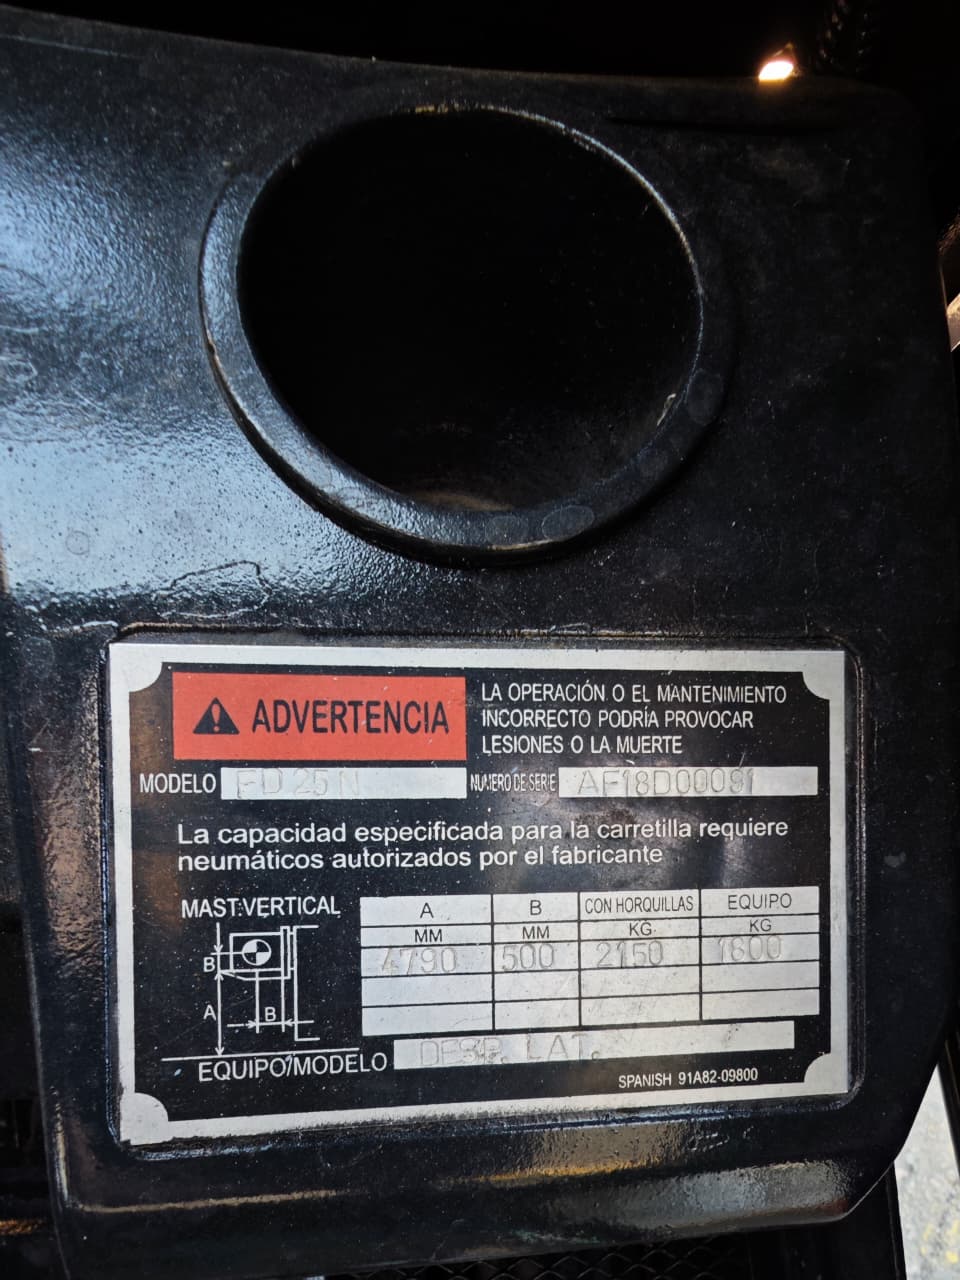 ADVERTENCIA
LA OPERACIÓN O EL MANTENIMIENTO
INCORRECTO PODRÍA PROVOCAR
LESIONES O LA MUERTE
MODELO FD 25 N NUMERO DE SERIE AF18D00091
La capacidad especificada para la carretilla requiere
neumáticos autorizados por el fabricante
MAST:VERTICAL
A B CON HORQUILLAS EQUIPO
MM MM KG. KG
4790 500 2150 1800
B
A
B
EQUIPO/MODELO DESP. LAT.
SPANISH 91A82-09800